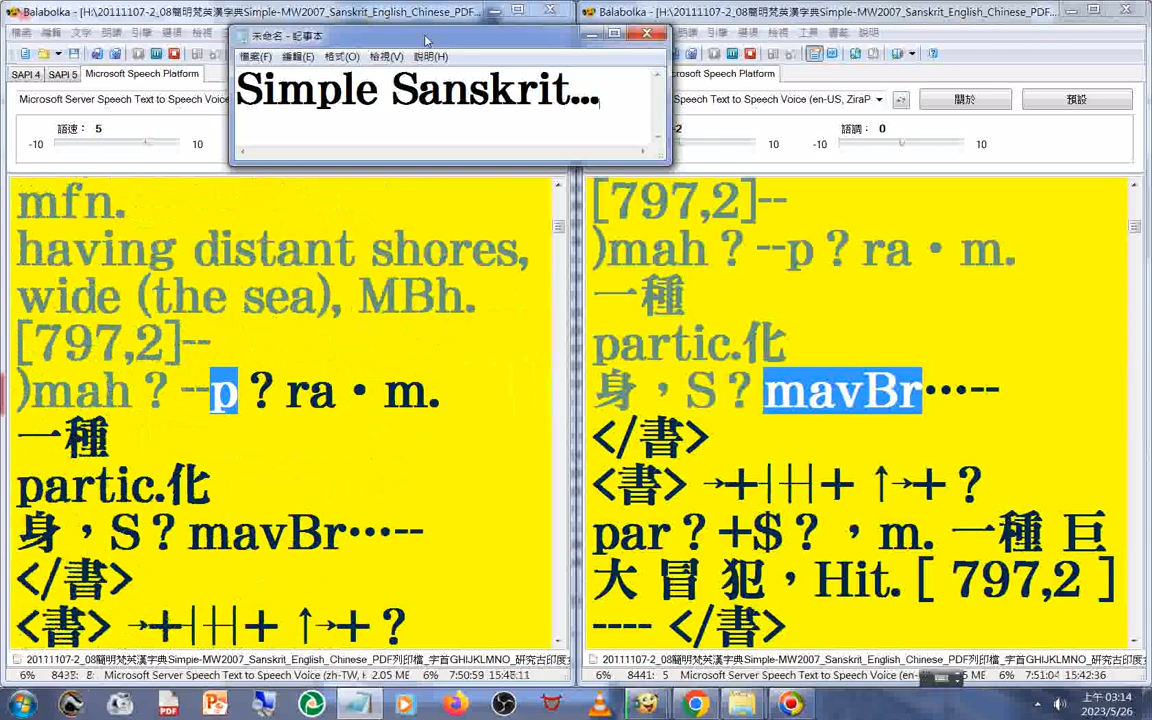 Balabolka - [H:\20111107-2_08簡明梵英漢字典Simple-MW2007_Sanskrit_English_Chinese_PDF...
Balabolka - [H:\20111107-2_08簡明梵英漢字典Simple-MW2007_Sanskrit_English_Chinese_PDF...
未命名 - 記事本
檔案(F) 編輯(E) 格式(O) 檢視(V) 說明(H)
Simple Sanskrit...
SAPI 4 SAPI 5 Microsoft Speech Platform
Microsoft Server Speech Text to Speech Voice
Speech Text to Speech Voice (en-US, ZiraP
關於
預設
語速： 5
-10 10
-2
語調： 0
10 -10 10
mfn.
having distant shores,
wide (the sea), MBh.
[797,2]--
)mah？--p？ra・m.
一種
partic.化
身，S？mavBr…--
</書>
<書> →+┤├┤+ ↑→+？
[797,2]--
)mah？--p？ra・m.
一種
partic.化
身，S？mavBr…--
</書>
<書> →+┤├┤+ ↑→+？
par？+$？，m. 一種 巨
大 冒 犯，Hit. [ 797,2 ]
---- </書>
6% Microsoft Server Speech Text to Speech Voice (zh-TW, 2.05 ME 6% 7:50:59 15:48:11
6% 8441: 5 Microsoft Server Speech Text to Speech Voice 6% 7:51:04 15:42:36
上午 03:14
2023/5/26